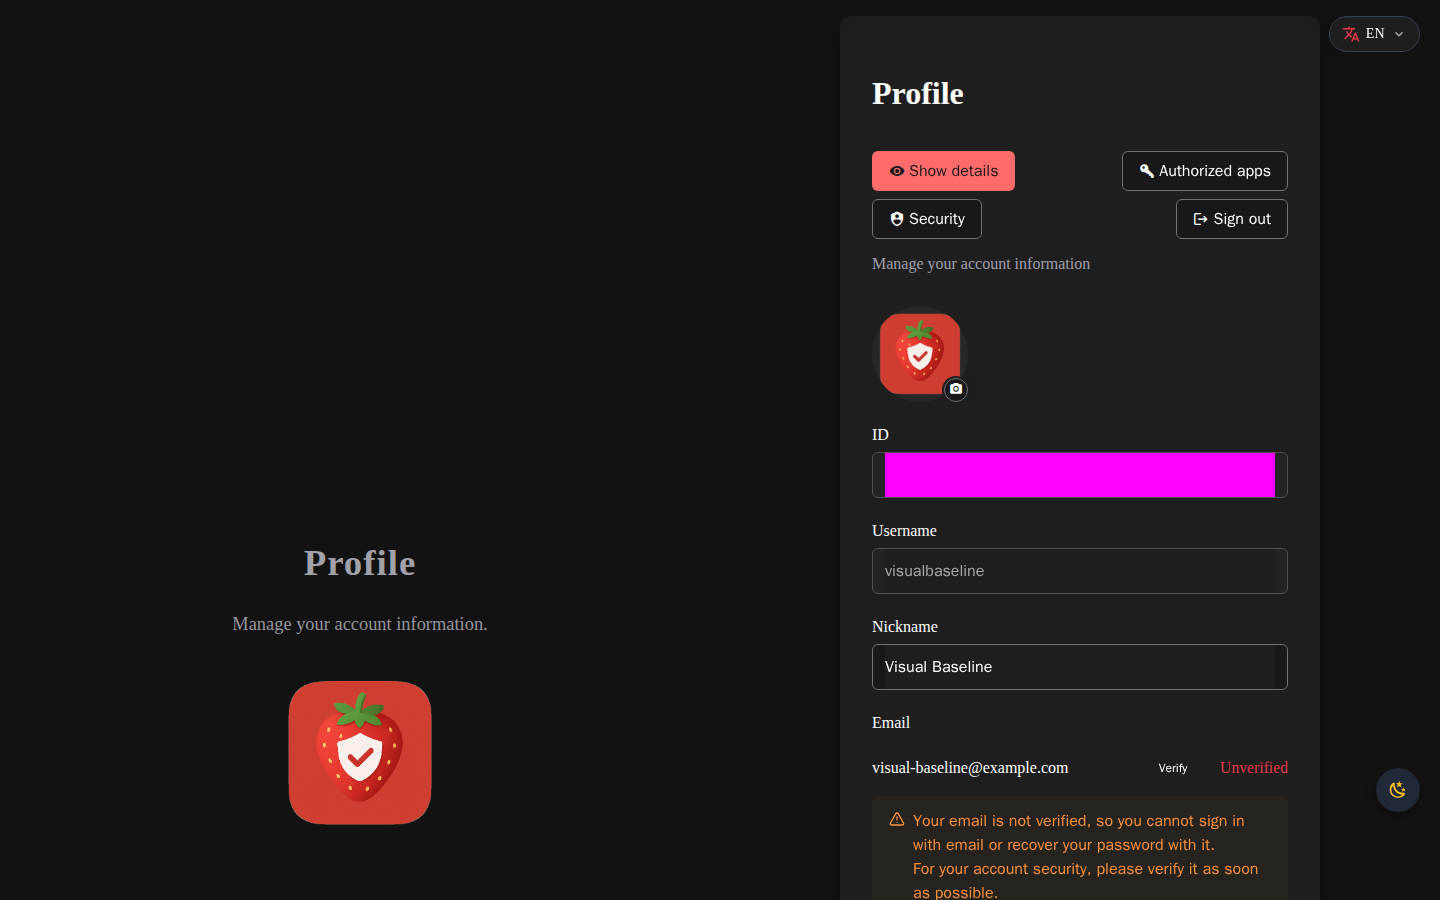 EN
Profile
Show details
Authorized apps
Security
Sign out
Manage your account information
ID
Username
visualbaseline
Nickname
Visual Baseline
Email
visual-baseline@example.com
Verify
Unverified
Your email is not verified, so you cannot sign in
with email or recover your password with it.
For your account security, please verify it as soon
as possible.
Profile
Manage your account information.